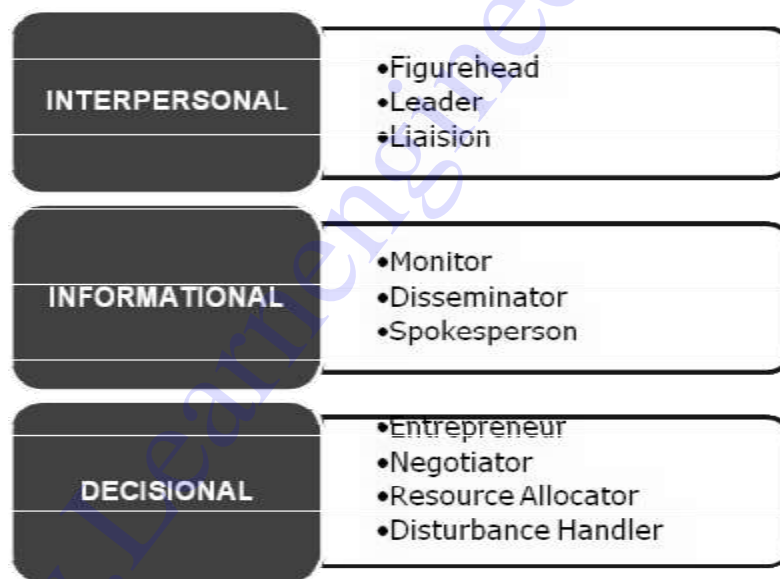 INTERPERSONAL
•Figurehead
•Leader
•Liaision
INFORMATIONAL
•Monitor
•Disseminator
•Spokesperson
DECISIONAL
•Entrepreneur
•Negotiator
•Resource Allocator
•Disturbance Handler